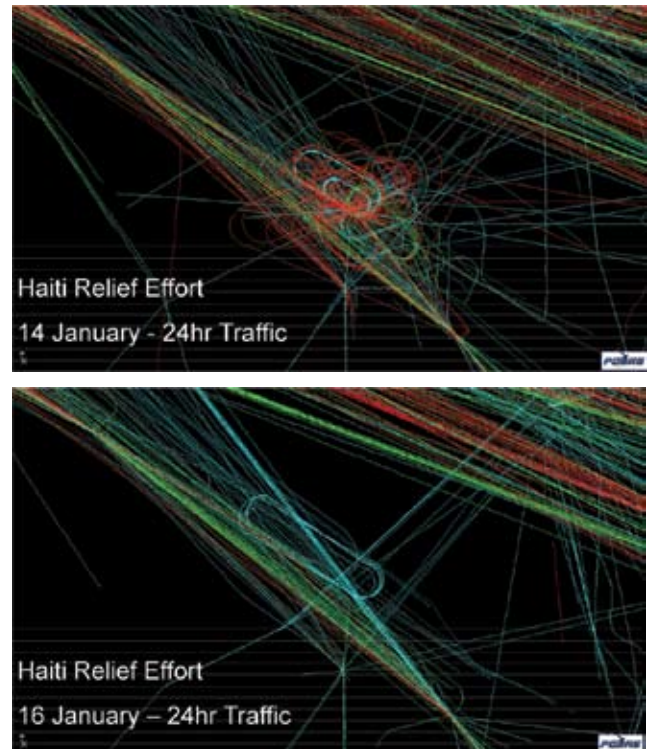 Haiti Relief Effort
14 January - 24hr Traffic
Haiti Relief Effort
16 January – 24hr Traffic